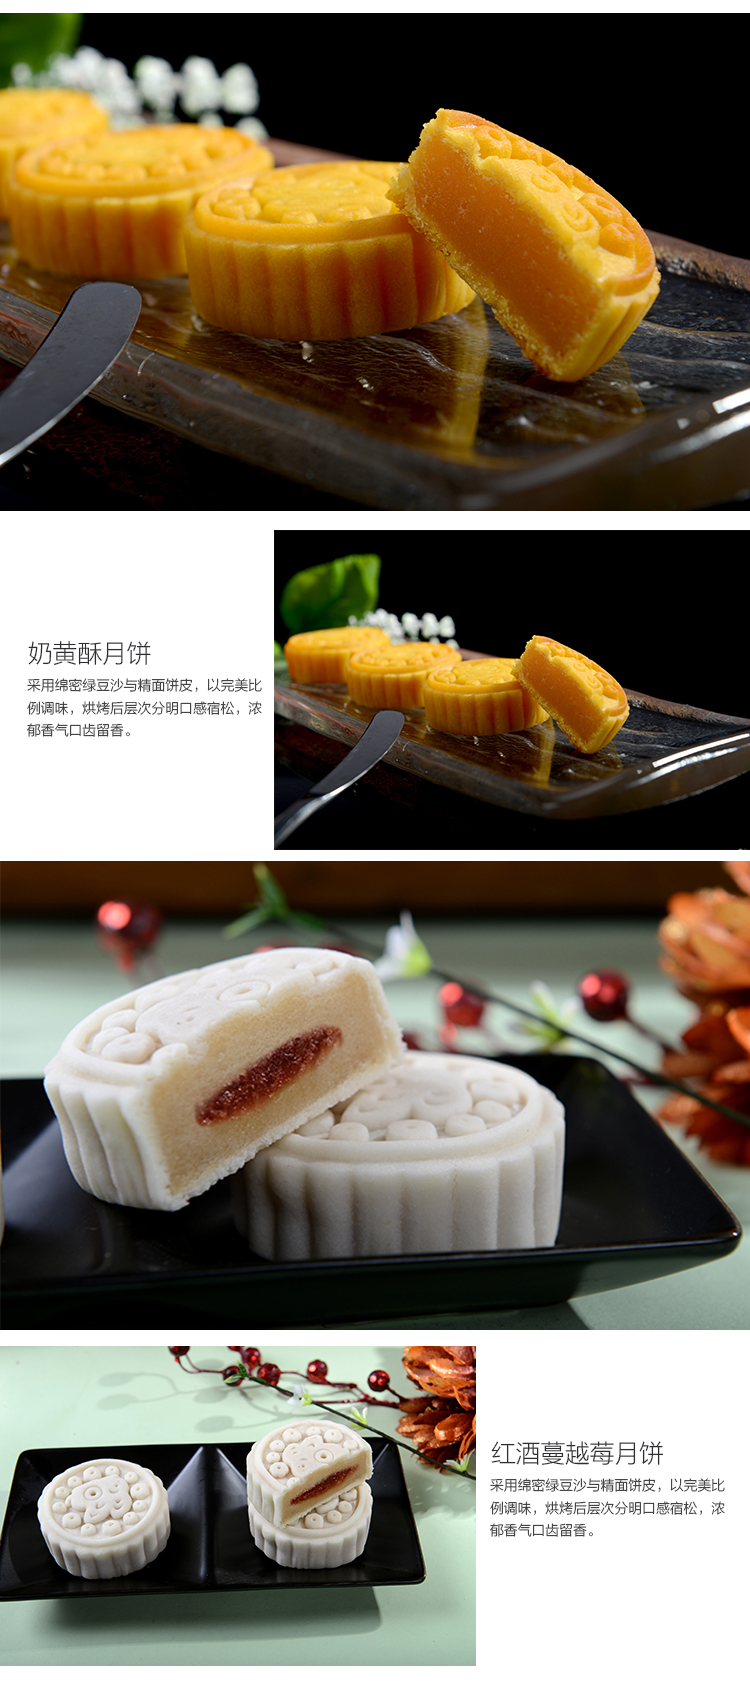 奶黄酥月饼
采用绵密绿豆沙与精面饼皮，以完美比
例调味，烘烤后层次分明口感宿松，浓
郁香气口齿留香。
红酒蔓越莓月饼
采用绵密绿豆沙与精面饼皮，以完美比
例调味，烘烤后层次分明口感宿松，浓
郁香气口齿留香。